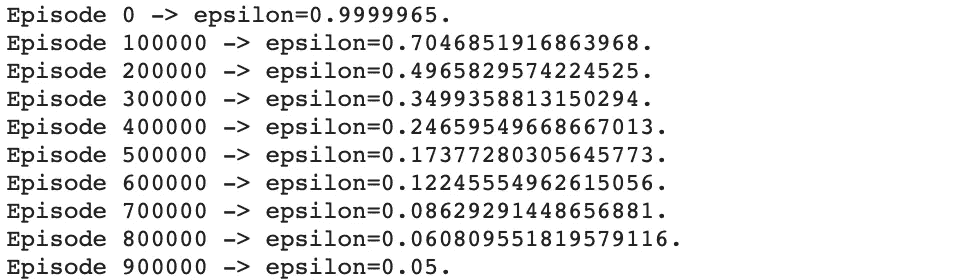 Episode 0 -> epsilon=0.9999965.
Episode 100000 -> epsilon=0.7046851916863968.
Episode 200000 -> epsilon=0.4965829574224525.
Episode 300000 -> epsilon=0.3499358813150294.
Episode 400000 -> epsilon=0.24659549668667013.
Episode 500000 -> epsilon=0.17377280305645773.
Episode 600000 -> epsilon=0.12245554962615056.
Episode 700000 -> epsilon=0.08629291448656881.
Episode 800000 -> epsilon=0.060809551819579116.
Episode 900000 -> epsilon=0.05.